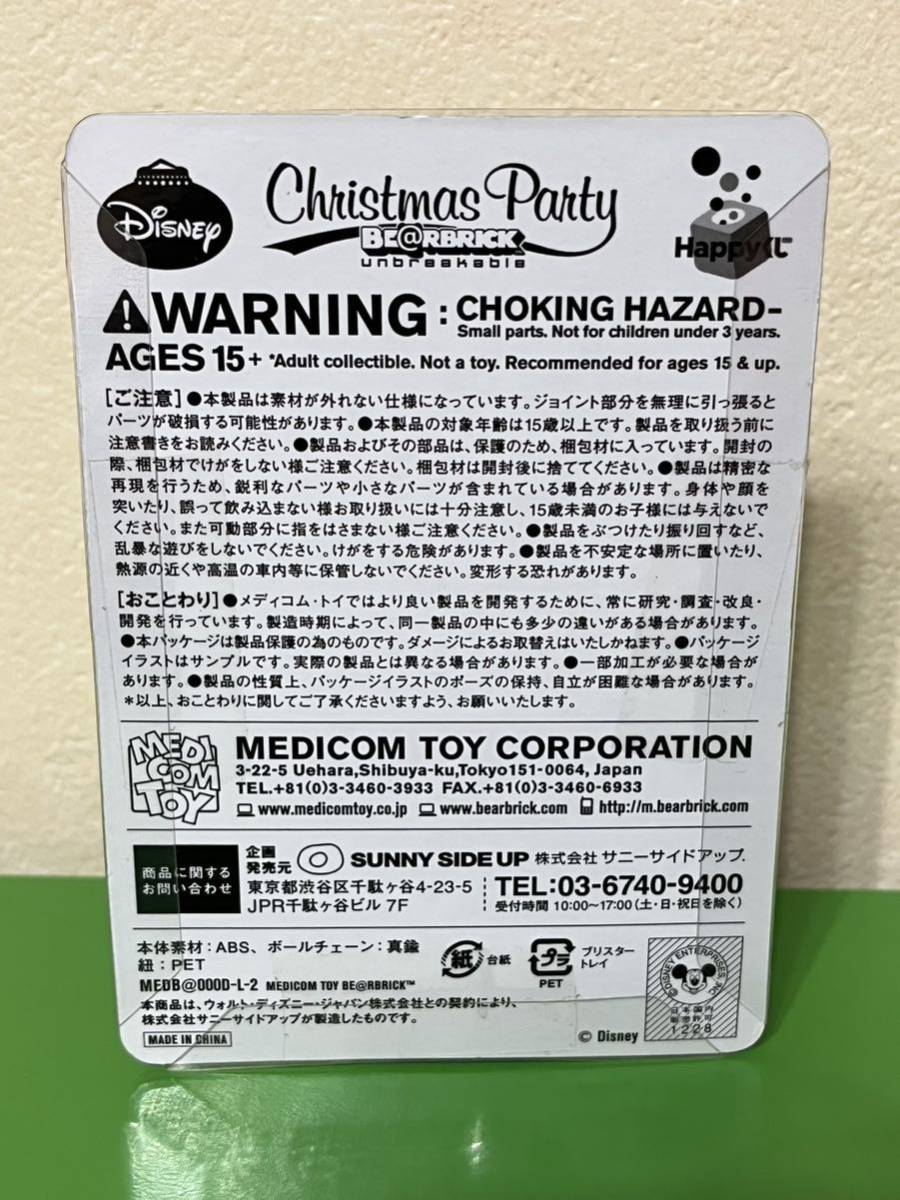 Disney
Christmas Party
BE@RBRICK
unbreakable
Happyくじ
WARNING : CHOKING HAZARD-
Small parts. Not for children under 3 years.
AGES 15+ *Adult collectible. Not a toy. Recommended for ages 15 & up.
[ご注意]●本製品は素材が外れない仕様になっています。ジョイント部分を無理に引っ張ると
パーツが破損する可能性があります。●本製品の対象年齢は15歳以上です。製品を取り扱う前に
注意書きをお読みください。●製品およびその部品は、保護のため、梱包材に入っています。開封の
際、梱包材でけがをしない様ご注意ください。梱包材は開封後に捨ててください。●製品は精密な
再現を行うため、鋭利なパーツや小さなパーツが含まれている場合があります。身体や顔を
突いたり、誤って飲み込まない様お取り扱いには十分注意し、15歳未満のお子様には与えないで
ください。また可動部分に指をはさまない様ご注意ください。●製品をぶつけたり振り回すなど、
乱暴な遊びをしないでください。けがをする危険があります。●製品を不安定な場所に置いたり、
熱源の近くや高温の車内等に保管しないでください。変形する恐れがあります。
[おことわり]●メディコム・トイではより良い製品を開発するために、常に研究・調査・改良・
開発を行っています。製造時期によって、同一製品の中にも多少の違いがある場合があります。
●本パッケージは製品保護の為のものです。ダメージによるお取替えはいたしかねます。●パッケージ
イラストはサンプルです。実際の製品とは異なる場合があります。●一部加工が必要な場合が
あります。●製品の性質上、パッケージイラストのポーズの保持、自立が困難な場合があります。
*以上、おことわりに関してご了承くださいますよう、お願いいたします。
MEDI
COM
TOY
MEDICOM TOY CORPORATION
3-22-5 Uehara,Shibuya-ku,Tokyo151-0064, Japan
TEL.+81(0)3-3460-3933 FAX.+81(0)3-3460-6933
www.medicomtoy.co.jp www.bearbrick.com http://m.bearbrick.com
商品に関する
お問い合わせ
企画
発売元
SUNNY SIDE UP 株式会社 サニーサイドアップ.
東京都渋谷区千駄ヶ谷4-23-5
JPR千駄ヶ谷ビル 7F
TEL:03-6740-9400
受付時間 10:00〜17:00(土・日・祝日を除く)
本体素材:ABS、ボールチェーン:真鍮
紐:PET
MEDB@000D-L-2 MEDICOM TOY BE@RBRICK™
本商品は、ウォルト・ディズニー・ジャパン株式会社との契約により、
株式会社サニーサイドアップが製造したものです。
MADE IN CHINA
紙 台紙
プラ
PET
ブリスター
トレイ
© Disney
©DISNEY ENTERPRISES, INC
日本国内
販売許可
1228